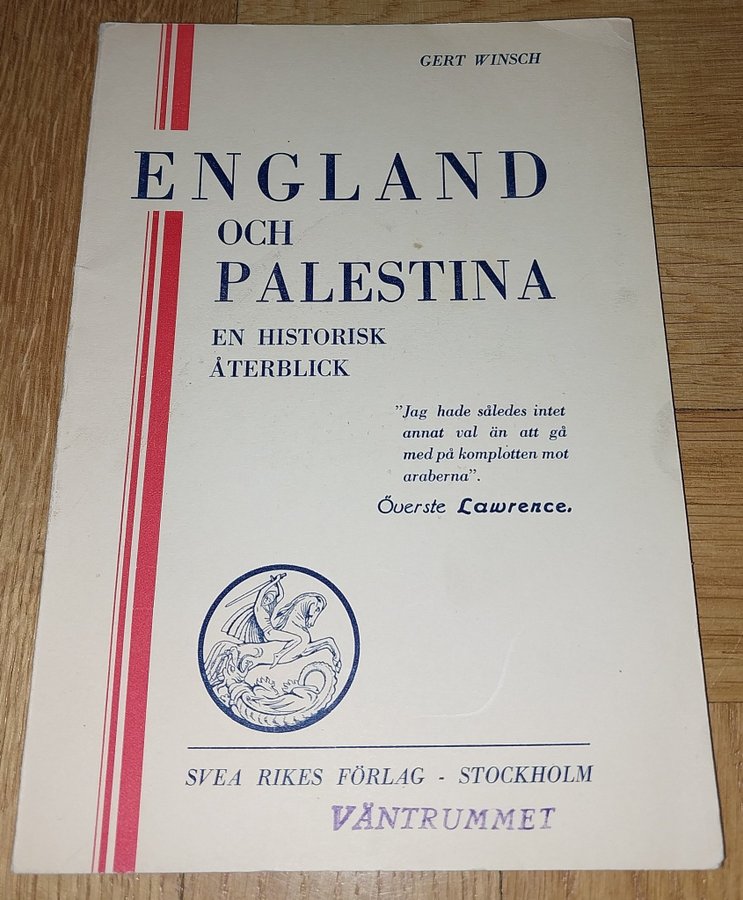 GERT WINSCH
ENGLAND
OCH
PALESTINA
EN HISTORISK
ÅTERBLICK
"Jag hade således intet
annat val än att gå
med på komplotten mot
araberna".
Överste Lawrence.
SVEA RIKES FÖRLAG - STOCKHOLM
VÄNTRUMMET